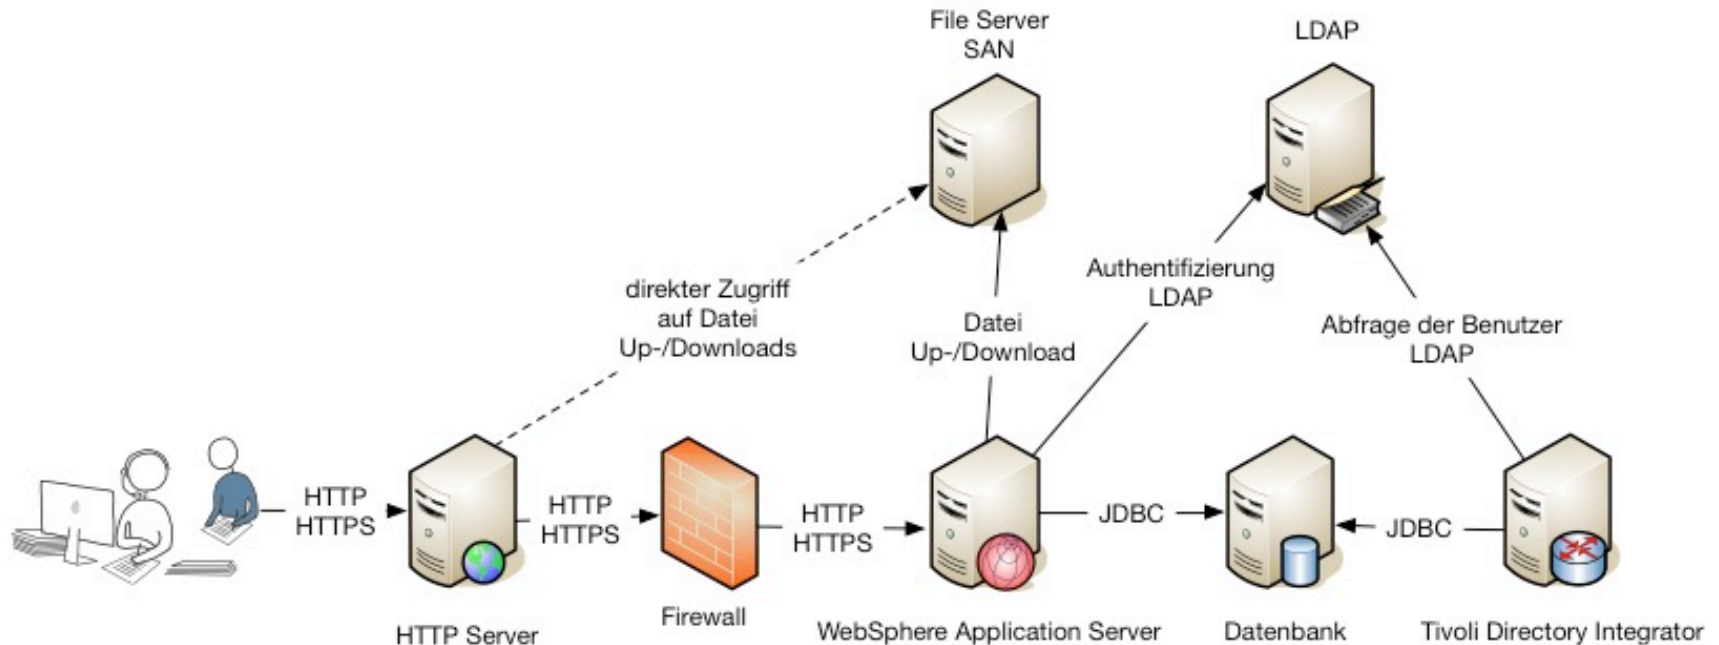 File Server
SAN
LDAP
direkter Zugriff
auf Datei
Up-/Downloads
Datei
Up-/Download
Authentifizierung
LDAP
Abfrage der Benutzer
LDAP
HTTP
HTTPS
HTTP
HTTPS
HTTP
HTTPS
JDBC
JDBC
HTTP Server
Firewall
WebSphere Application Server
Datenbank
Tivoli Directory Integrator